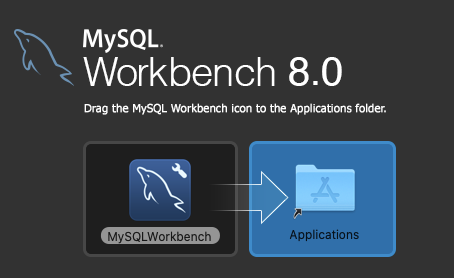 MySQL.
Workbench 8.0
Drag the MySQL Workbench icon to the Applications folder.
MySQLWorkbench
Applications